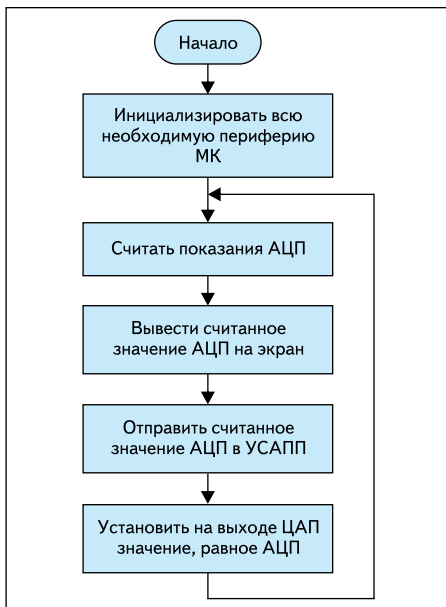 Начало
Инициализировать всю
необходимую периферию
МК
Считать показания АЦП
Вывести считанное
значение АЦП на экран
Отправить считанное
значение АЦП в УСАПП
Установить на выходе ЦАП
значение, равное АЦП